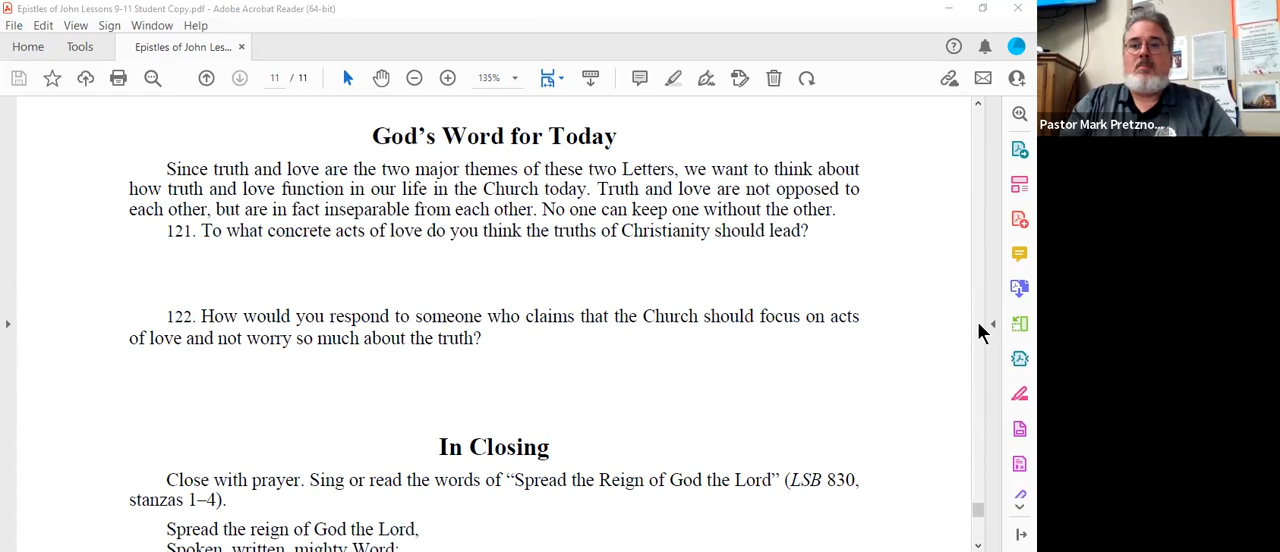 Epistles of John Lessons 9-11 Student Copy.pdf - Adobe Acrobat Reader (64-bit)
File Edit View Sign Window Help
Home Tools Epistles of John Les... ×
11 / 11 135%
Pastor Mark Pretzno...
God's Word for Today
Since truth and love are the two major themes of these two Letters, we want to think about
how truth and love function in our life in the Church today. Truth and love are not opposed to
each other, but are in fact inseparable from each other. No one can keep one without the other.
121. To what concrete acts of love do you think the truths of Christianity should lead?
122. How would you respond to someone who claims that the Church should focus on acts
of love and not worry so much about the truth?
In Closing
Close with prayer. Sing or read the words of “Spread the Reign of God the Lord” (LSB 830,
stanzas 1–4).
Spread the reign of God the Lord,
Spoken, written, mighty Word;